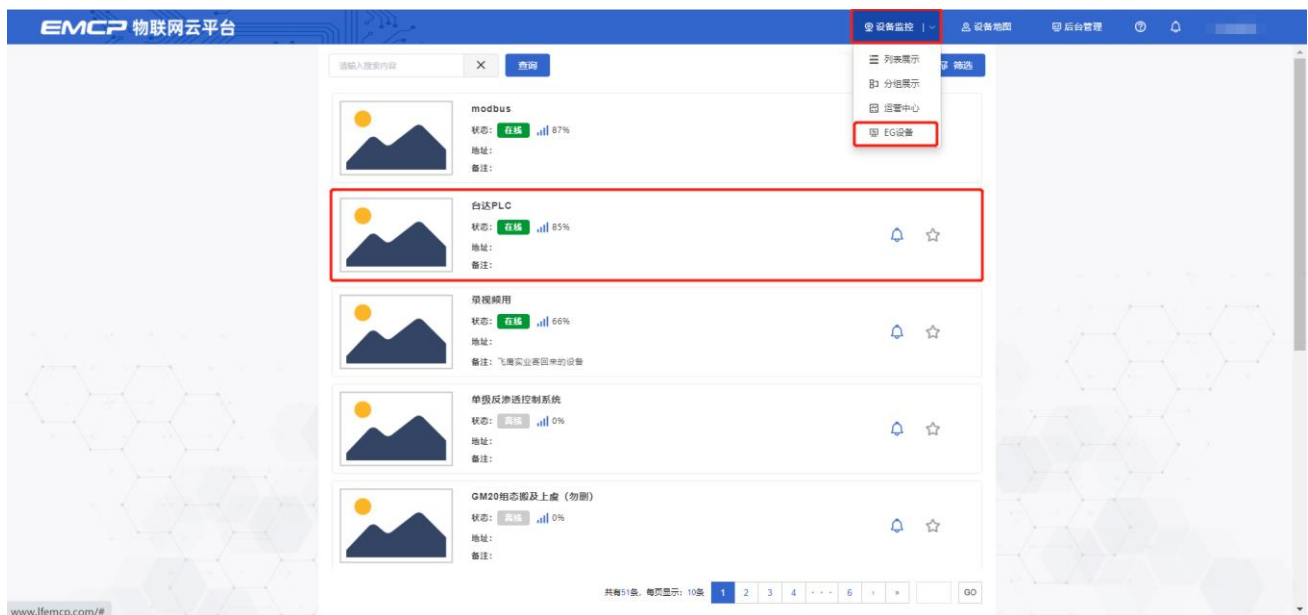 EMCP 物联网云平台
设备监控
设备地图
后台管理
请输入搜索内容
查询
筛选
列表展示
分组展示
运营中心
EG设备
modbus
状态: 在线 87%
地址:
备注:
台达PLC
状态: 在线 85%
地址:
备注:
录视频用
状态: 在线 66%
地址:
备注: 飞鹰实业寄回来的设备
单级反渗透控制系统
状态: 离线 0%
地址:
备注:
GM20组态搬及上虞 (勿删)
状态: 离线 0%
地址:
备注:
共有51条, 每页显示: 10条 1 2 3 4 ··· 6 › » GO
www.lfemcp.com/#